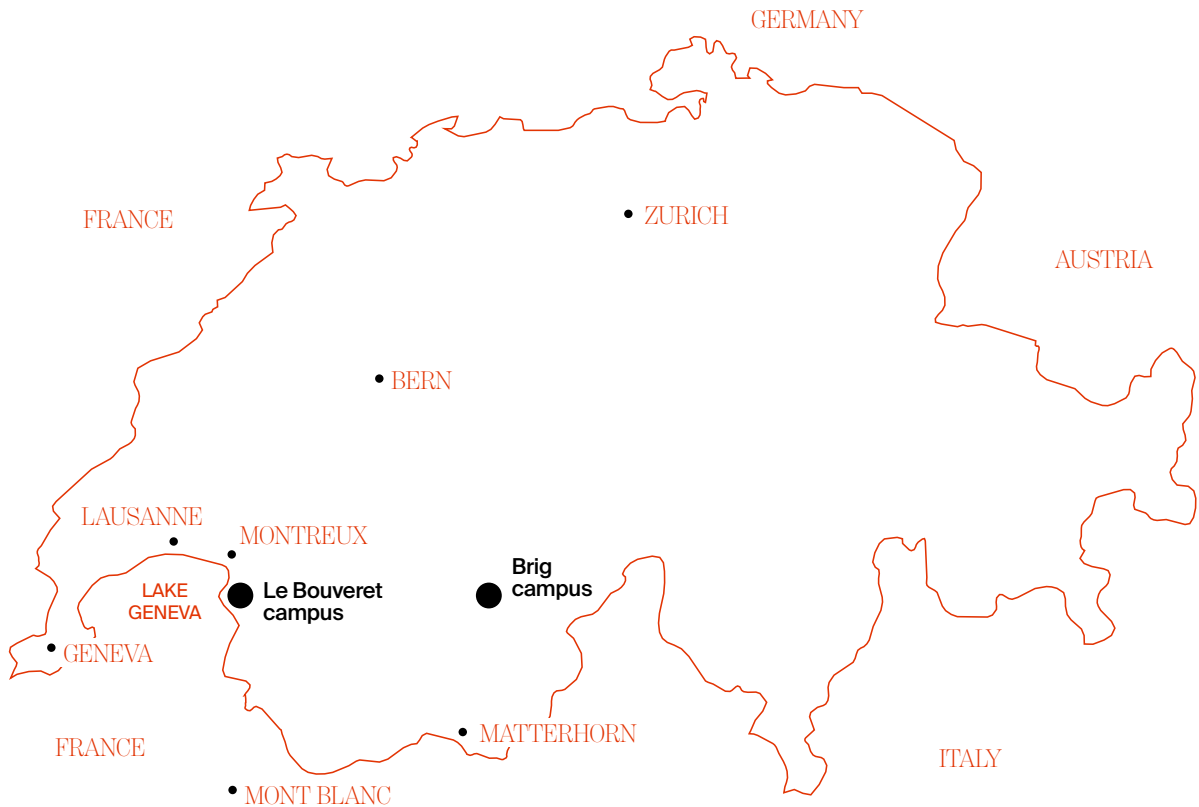 GERMANY
FRANCE
ZURICH
AUSTRIA
BERN
LAUSANNE
MONTREUX
Brig
campus
LAKE
GENEVA
Le Bouveret
campus
GENEVA
MATTERHORN
FRANCE
ITALY
MONT BLANC